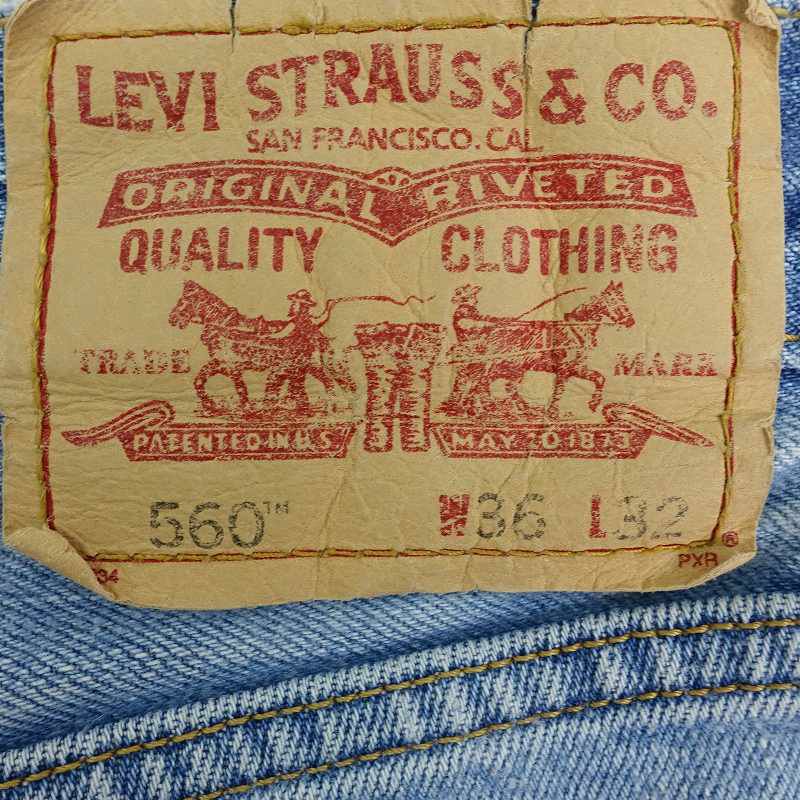 LEVI STRAUSS & CO.
SAN FRANCISCO. CAL.
ORIGINAL RIVETED
QUALITY CLOTHING
TRADE MARK
PATENTED IN U.S. MAY 20 1873
560™ W36 L32
34 PXR®